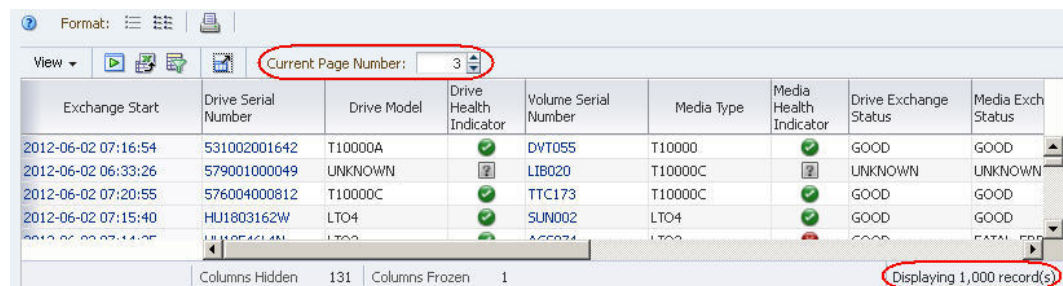 Format:
View Current Page Number: 3
Exchange Start Drive Serial Number Drive Model Drive Health Indicator Volume Serial Number Media Type Media Health Indicator Drive Exchange Status Media Exch Status
2012-06-02 07:16:54 531002001642 T10000A DVT055 T10000 GOOD GOOD
2012-06-02 06:33:26 579001000049 UNKNOWN ? LIB020 T10000C ? UNKNOWN UNKNOWN
2012-06-02 07:20:55 576004000812 T10000C TTC173 T10000C GOOD GOOD
2012-06-02 07:15:40 HU1803162W LTO4 SUN002 LTO4 GOOD GOOD
Columns Hidden 131 Columns Frozen 1 Displaying 1,000 record(s)